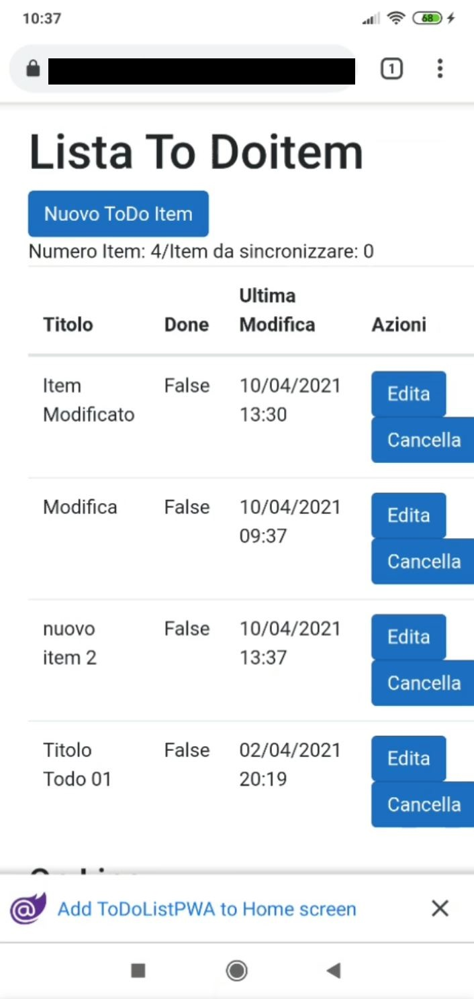 10:37
68
1
Lista To Doitem
Nuovo ToDo Item
Numero Item: 4/Item da sincronizzare: 0
Titolo Done Ultima Modifica Azioni
Item Modificato False 10/04/2021 13:30 Edita
Cancella
Modifica False 10/04/2021 09:37 Edita
Cancella
nuovo item 2 False 10/04/2021 13:37 Edita
Cancella
Titolo Todo 01 False 02/04/2021 20:19 Edita
Cancella
@ Add ToDoListPWA to Home screen